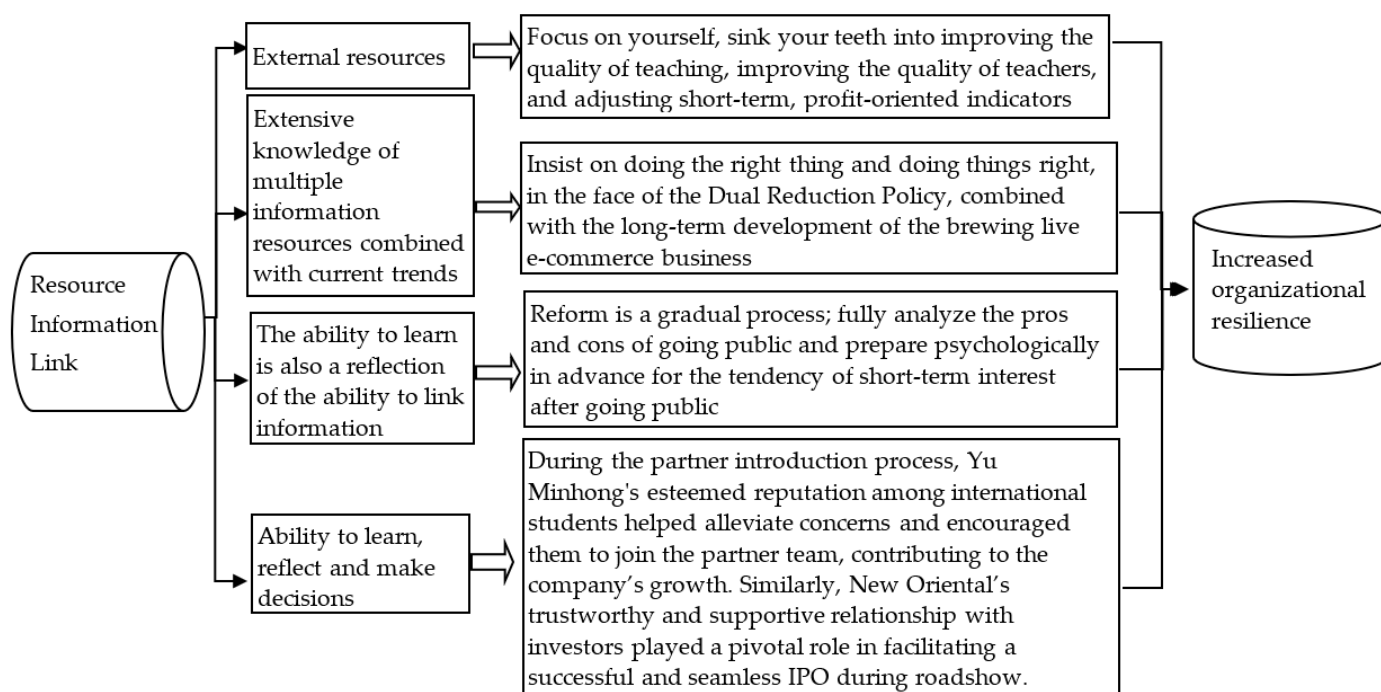 Resource
Information
Link
External resources
Focus on yourself, sink your teeth into improving the
quality of teaching, improving the quality of teachers,
and adjusting short-term, profit-oriented indicators
Extensive
knowledge of
multiple
information
resources combined
with current trends
Insist on doing the right thing and doing things right,
in the face of the Dual Reduction Policy, combined
with the long-term development of the brewing live
e-commerce business
The ability to learn
is also a reflection
of the ability to link
information
Reform is a gradual process; fully analyze the pros
and cons of going public and prepare psychologically
in advance for the tendency of short-term interest
after going public
Ability to learn,
reflect and make
decisions
During the partner introduction process, Yu
Minhong's esteemed reputation among international
students helped alleviate concerns and encouraged
them to join the partner team, contributing to the
company’s growth. Similarly, New Oriental’s
trustworthy and supportive relationship with
investors played a pivotal role in facilitating a
successful and seamless IPO during roadshow.
Increased
organizational
resilience